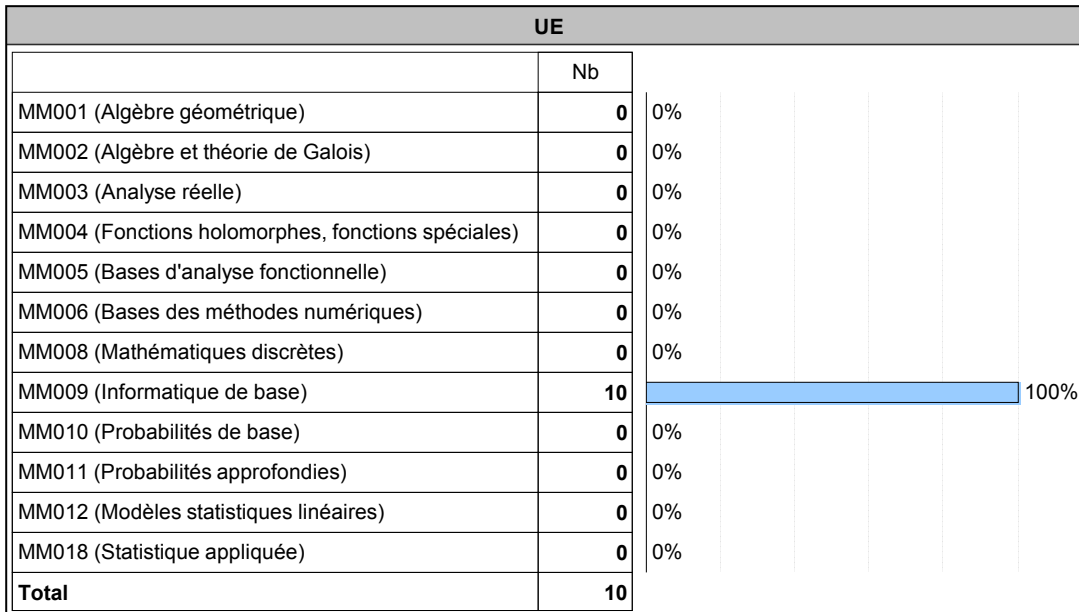 UE
Nb
MM001 (Algèbre géométrique) 0 0%
MM002 (Algèbre et théorie de Galois) 0 0%
MM003 (Analyse réelle) 0 0%
MM004 (Fonctions holomorphes, fonctions spéciales) 0 0%
MM005 (Bases d'analyse fonctionnelle) 0 0%
MM006 (Bases des méthodes numériques) 0 0%
MM008 (Mathématiques discrètes) 0 0%
MM009 (Informatique de base) 10 100%
MM010 (Probabilités de base) 0 0%
MM011 (Probabilités approfondies) 0 0%
MM012 (Modèles statistiques linéaires) 0 0%
MM018 (Statistique appliquée) 0 0%
Total 10